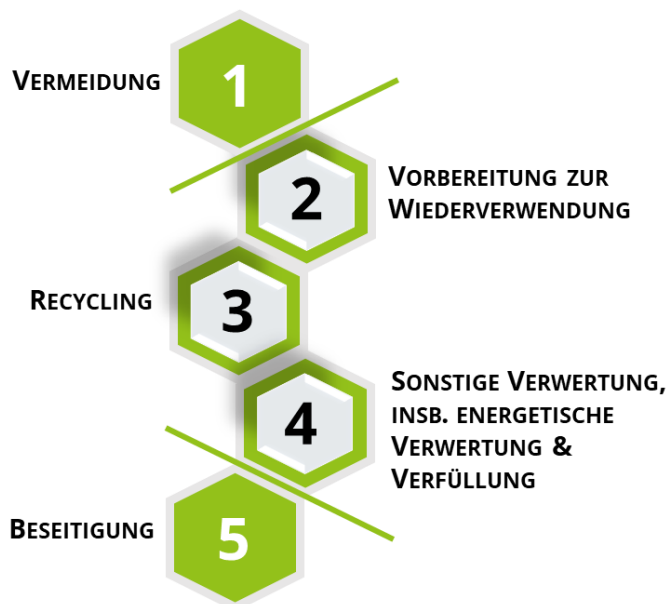 VERMEIDUNG
1
2
VORBEREITUNG ZUR
WIEDERVERWENDUNG
RECYCLING
3
4
SONSTIGE VERWERTUNG,
INSB. ENERGETISCHE
VERWERTUNG &
VERFÜLLUNG
BESEITIGUNG
5